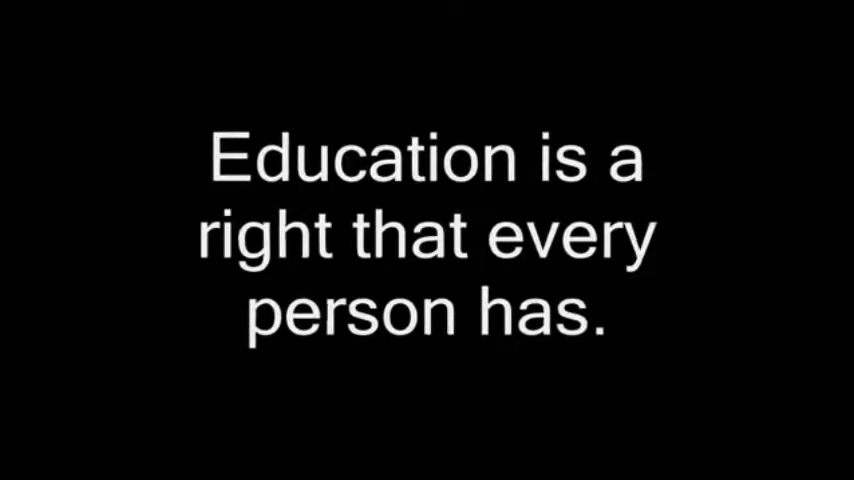 Education is a
right that every
person has.